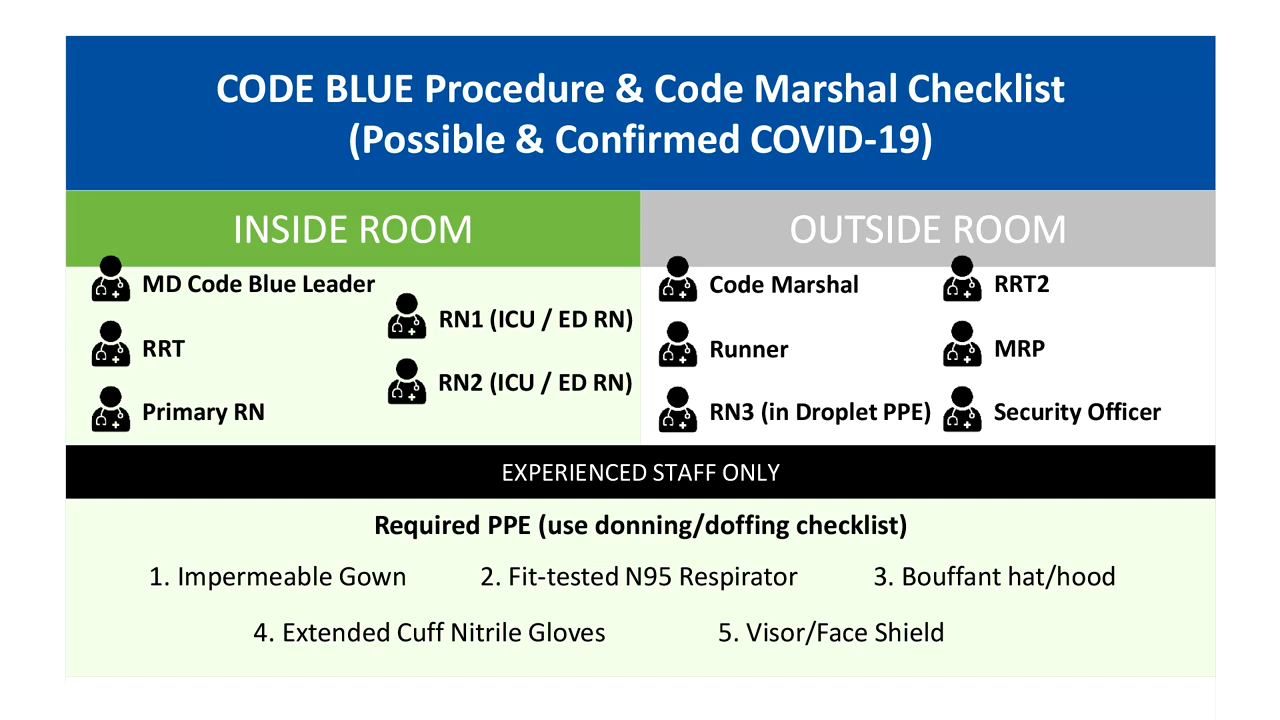 CODE BLUE Procedure & Code Marshal Checklist
(Possible & Confirmed COVID-19)
INSIDE ROOM
MD Code Blue Leader
RRT
Primary RN
RN1 (ICU / ED RN)
RN2 (ICU / ED RN)
OUTSIDE ROOM
Code Marshal
Runner
RN3 (in Droplet PPE)
RRT2
MRP
Security Officer
EXPERIENCED STAFF ONLY
Required PPE (use donning/doffing checklist)
1. Impermeable Gown
2. Fit-tested N95 Respirator
3. Bouffant hat/hood
4. Extended Cuff Nitrile Gloves
5. Visor/Face Shield